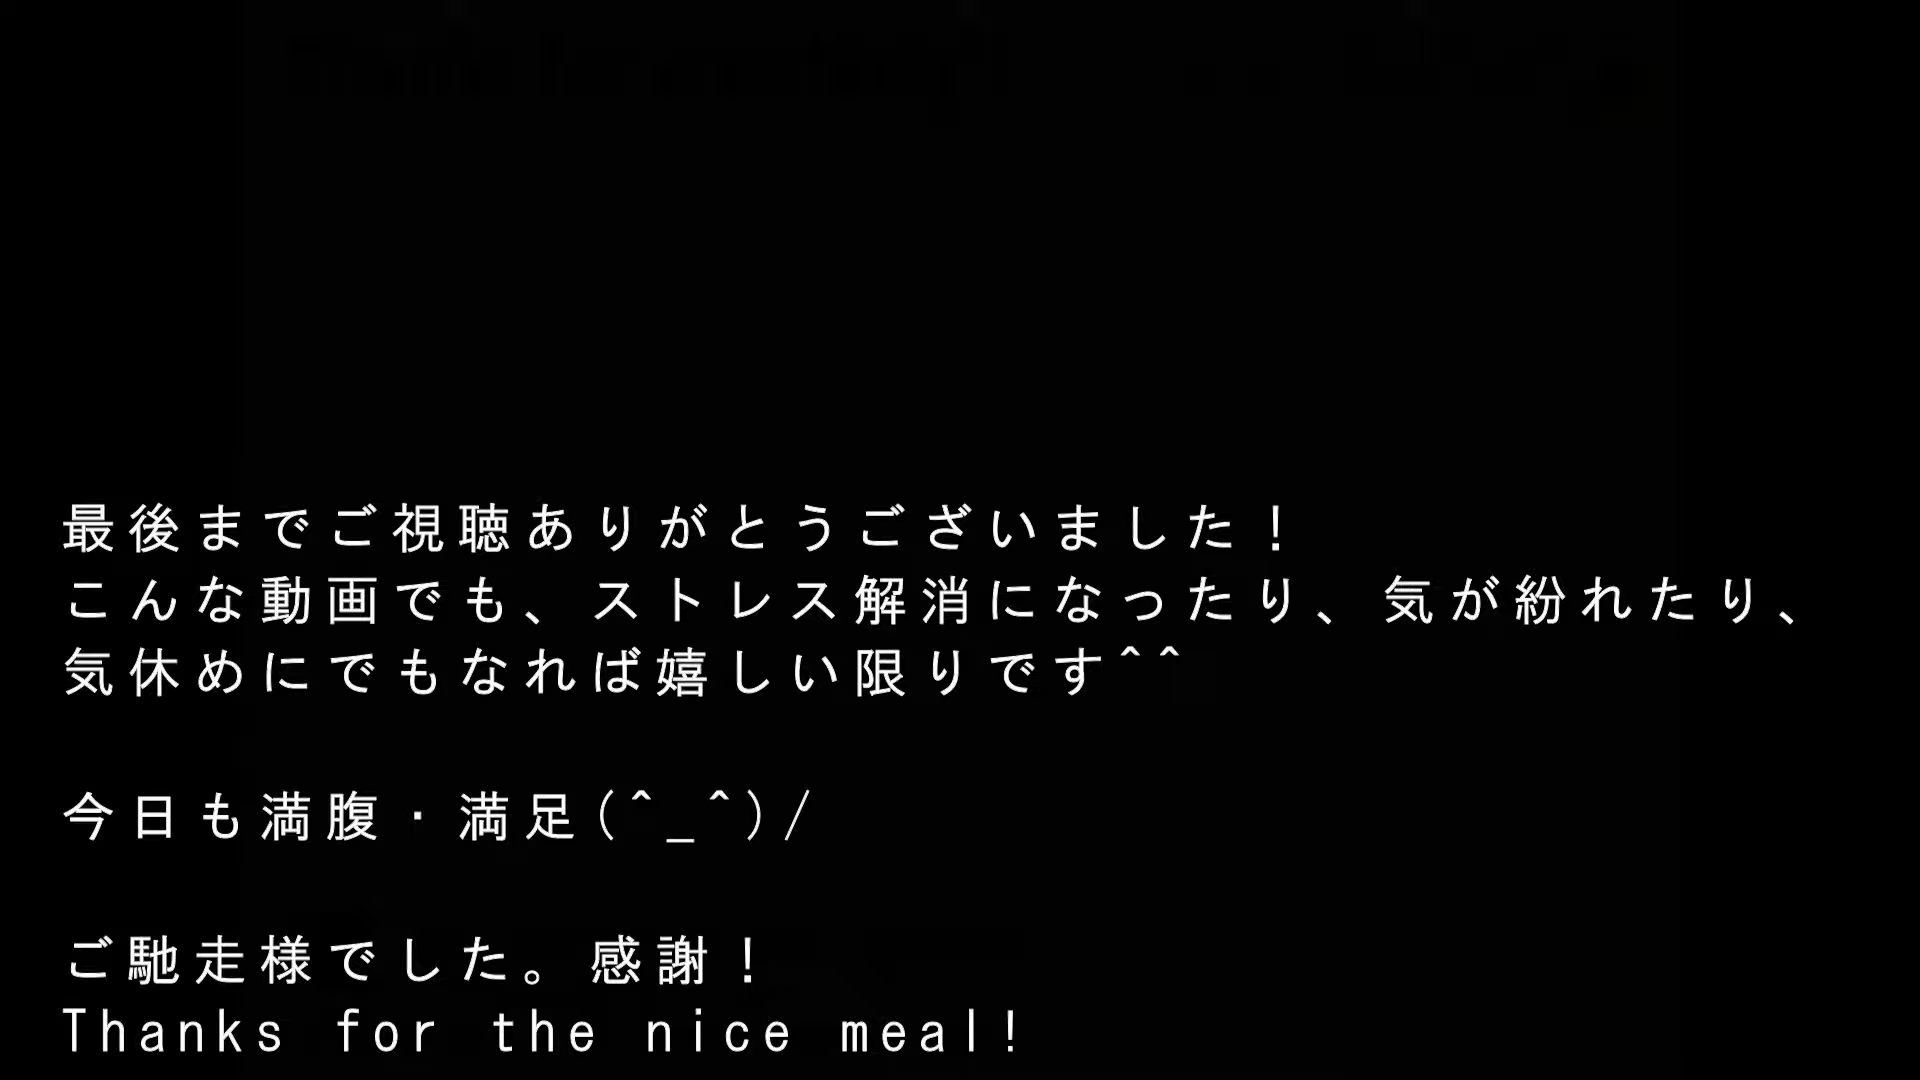 最後までご視聴ありがとうございました！
こんな動画でも、ストレス解消になったり、気が紛れたり、
気休めにでもなれば嬉しい限りです^^
今日も満腹・満足(^_^)/
ご馳走様でした。感謝！
Thanks for the nice meal!